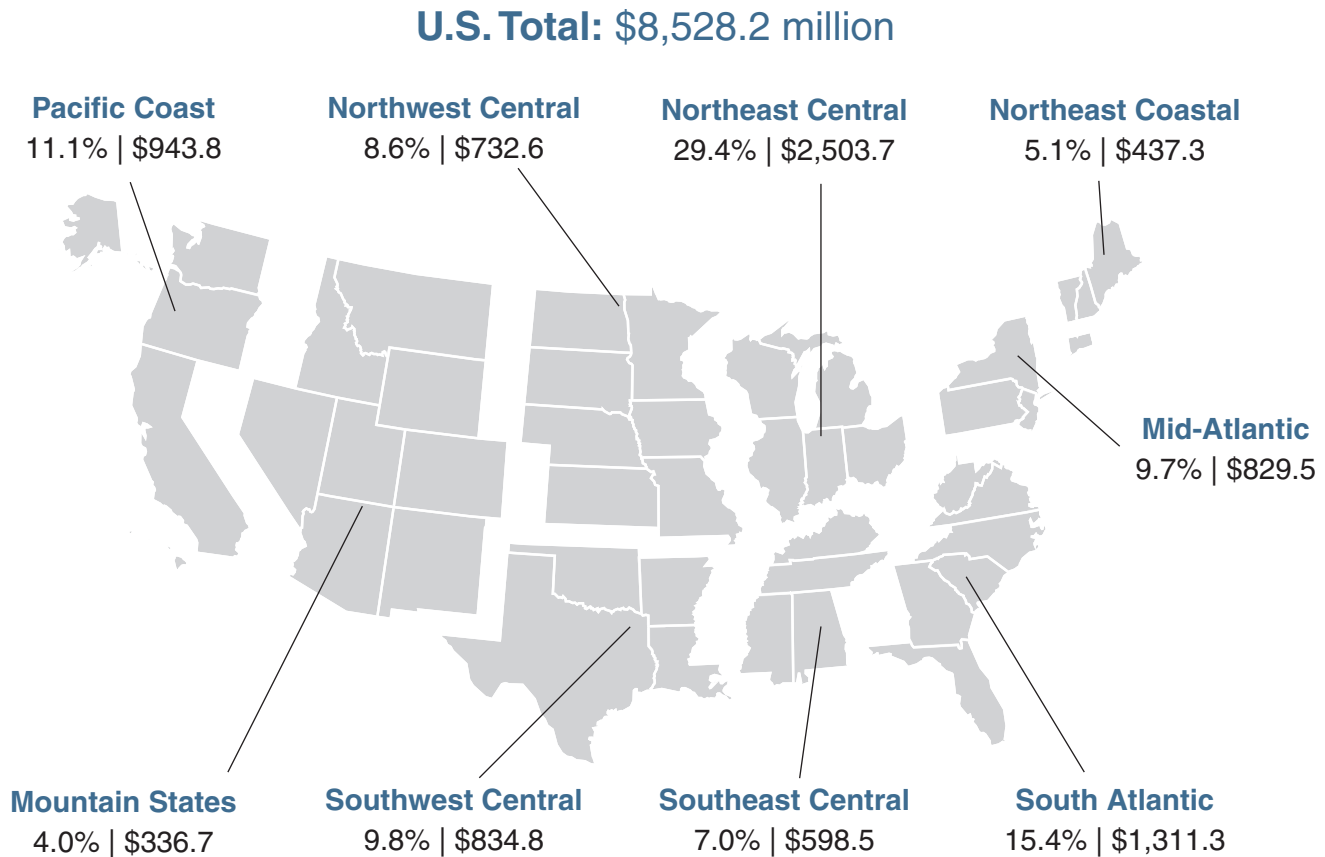 U.S. Total: $8,528.2 million
Pacific Coast
11.1% | $943.8
Northwest Central
8.6% | $732.6
Northeast Central
29.4% | $2,503.7
Northeast Coastal
5.1% | $437.3
Mid-Atlantic
9.7% | $829.5
Mountain States
4.0% | $336.7
Southwest Central
9.8% | $834.8
Southeast Central
7.0% | $598.5
South Atlantic
15.4% | $1,311.3